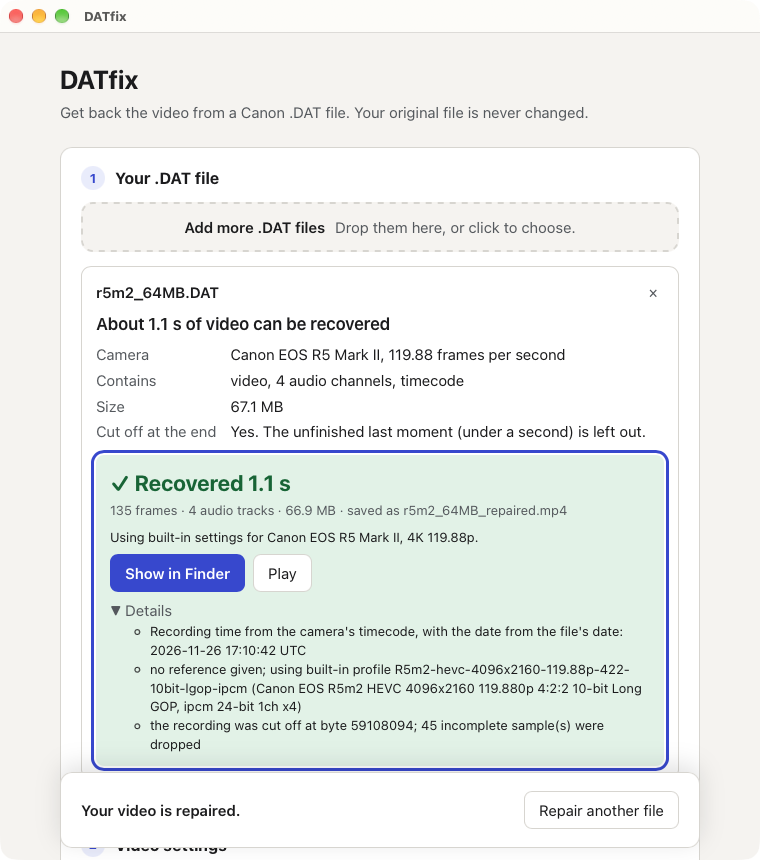 DATfix
DATfix
Get back the video from a Canon .DAT file. Your original file is never changed.
1 Your .DAT file
Add more .DAT files Drop them here, or click to choose.
r5m2_64MB.DAT ×
About 1.1 s of video can be recovered
Camera Canon EOS R5 Mark II, 119.88 frames per second
Contains video, 4 audio channels, timecode
Size 67.1 MB
Cut off at the end Yes. The unfinished last moment (under a second) is left out.
✓ Recovered 1.1 s
135 frames · 4 audio tracks · 66.9 MB · saved as r5m2_64MB_repaired.mp4
Using built-in settings for Canon EOS R5 Mark II, 4K 119.88p.
Show in Finder Play
▼ Details
Recording time from the camera's timecode, with the date from the file's date:
2026-11-26 17:10:42 UTC
no reference given; using built-in profile R5m2-hevc-4096x2160-119.88p-422-
10bit-lgop-ipcm (Canon EOS R5m2 HEVC 4096x2160 119.880p 4:2:2 10-bit Long
GOP, ipcm 24-bit 1ch x4)
the recording was cut off at byte 59108094; 45 incomplete sample(s) were
dropped
Your video is repaired. Repair another file
Video settings